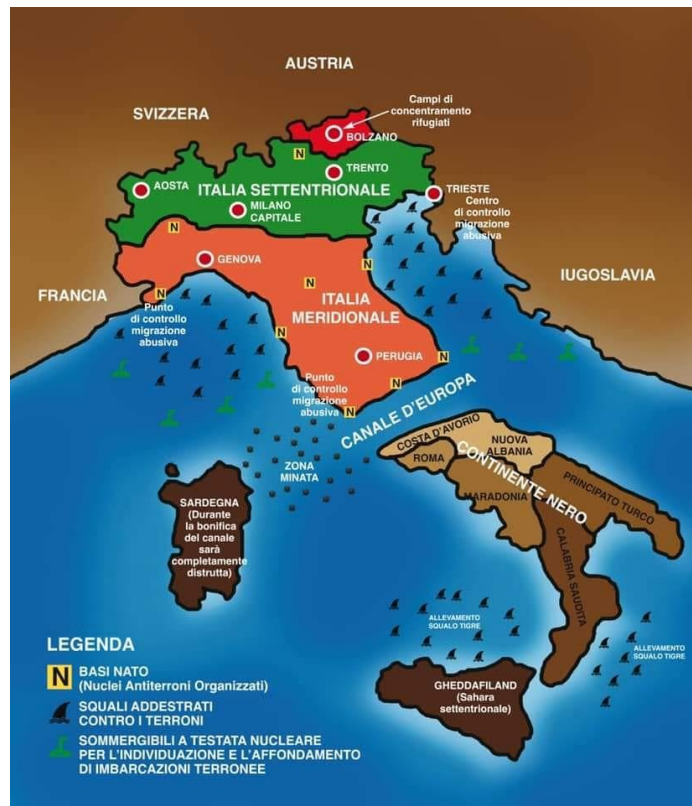 AUSTRIA
SVIZZERA
Campi di
concentramento
rifugiati
BOLZANO
N
TRENTO
AOSTA
ITALIA SETTENTRIONALE
MILANO
CAPITALE
TRIESTE
Centro
di controllo
migrazione
abusiva
N
GENOVA
N
N
IUGOSLAVIA
FRANCIA
N
ITALIA
MERIDIONALE
Punto
di controllo
migrazione
abusiva
N
PERUGIA
N
Punto
di controllo
migrazione
abusiva
N
N
CANALE D'EUROPA
COSTA D'AVORIO
NUOVA
ALBANIA
ROMA
CONTINENTE NERO
ZONA
MINATA
MARADONIA
PRINCIPATO TURCO
SARDEGNA
(Durante
la bonifica
del canale
sarà
completamente
distrutta)
CALABRIA SAUDITA
ALLEVAMENTO
SQUALO TIGRE
ALLEVAMENTO
SQUALO TIGRE
LEGENDA
N BASI NATO
(Nuclei Antiterroni Organizzati)
SQUALI ADDESTRATI
CONTRO I TERRONI
SOMMERGIBILI A TESTATA NUCLEARE
PER L'INDIVIDUAZIONE E L'AFFONDAMENTO
DI IMBARCAZIONI TERRONEE
GHEDDAFILAND
(Sahara
settentrionale)